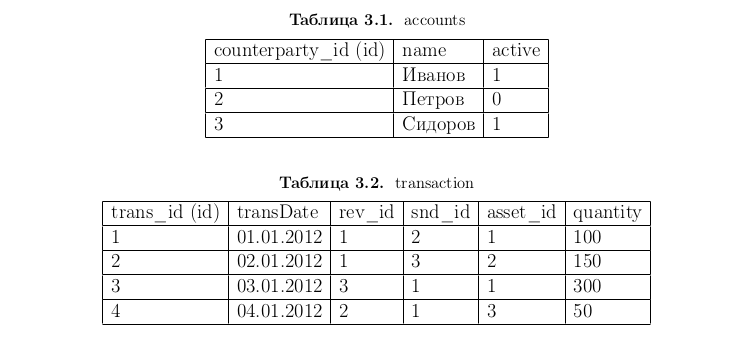 Таблица 3.1. accounts
counterparty_id (id) name active
1 Иванов 1
2 Петров 0
3 Сидоров 1
Таблица 3.2. transaction
trans_id (id) transDate rev_id snd_id asset_id quantity
1 01.01.2012 1 2 1 100
2 02.01.2012 1 3 2 150
3 03.01.2012 3 1 1 300
4 04.01.2012 2 1 3 50